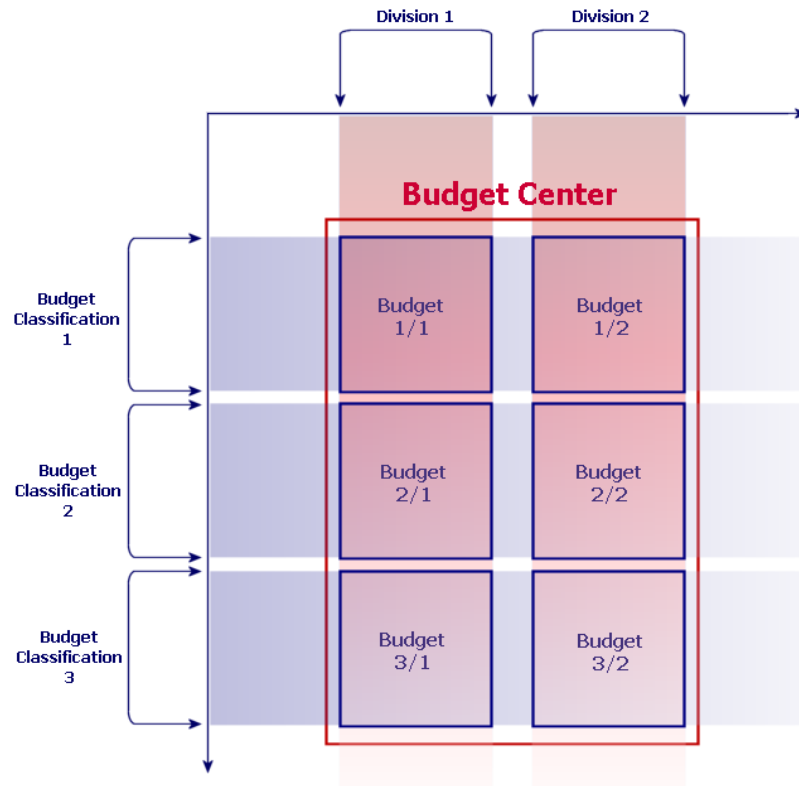 Division 1
Division 2
Budget Center
Budget
Classification
1
Budget
1/1
Budget
1/2
Budget
Classification
2
Budget
2/1
Budget
2/2
Budget
Classification
3
Budget
3/1
Budget
3/2